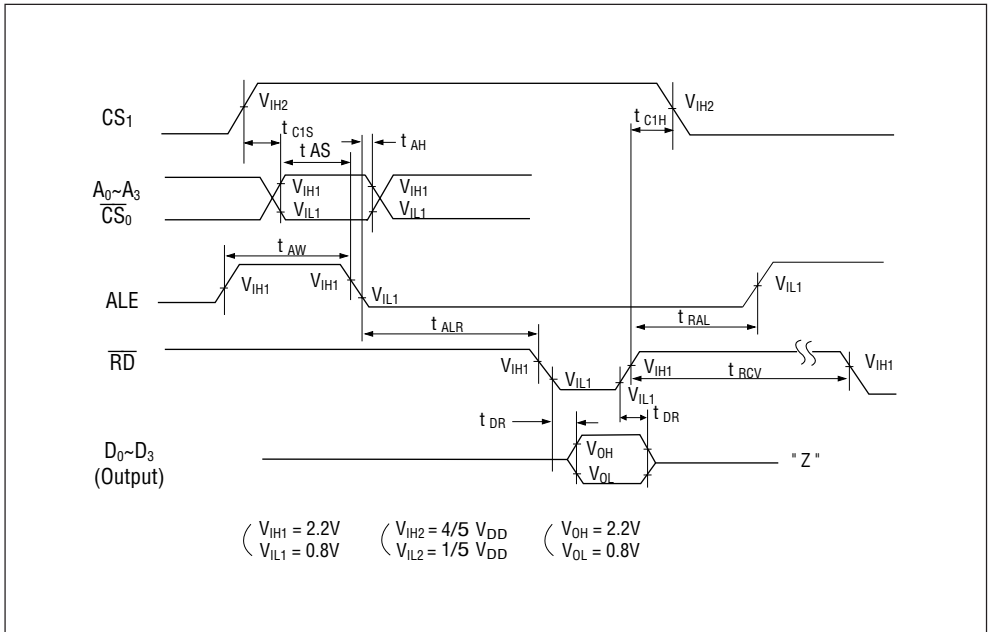 CS1
VIH2
VIH2
t C1S
t C1H
t AS
t AH
A0~A3
CS0
VIH1
VIL1
VIH1
VIL1
t AW
ALE
VIH1
VIH1
VIL1
VIL1
t ALR
t RAL
RD
VIH1
VIL1
VIH1
VIL1
t RCV
VIH1
t DR
t DR
D0~D3
(Output)
VOH
VOL
"Z"
VIH1 = 2.2V
VIL1 = 0.8V
VIH2 = 4/5 VDD
VIL2 = 1/5 VDD
VOH = 2.2V
VOL = 0.8V